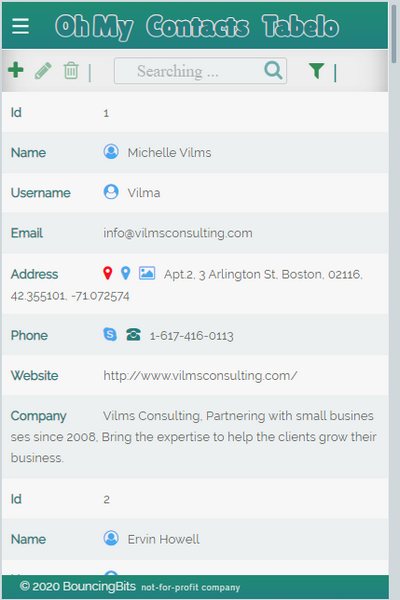 Oh My Contacts Tabelo
Searching ...
Id 1
Name Michelle Vilms
Username Vilma
Email info@vilmsconsulting.com
Address Apt.2, 3 Arlington St, Boston, 02116,
42.355101, -71.072574
Phone 1-617-416-0113
Website http://www.vilmsconsulting.com/
Company Vilms Consulting, Partnering with small busines
ses since 2008, Bring the expertise to help the clients grow their
business.
Id 2
Name Ervin Howell
© 2020 BouncingBits not-for-profit company